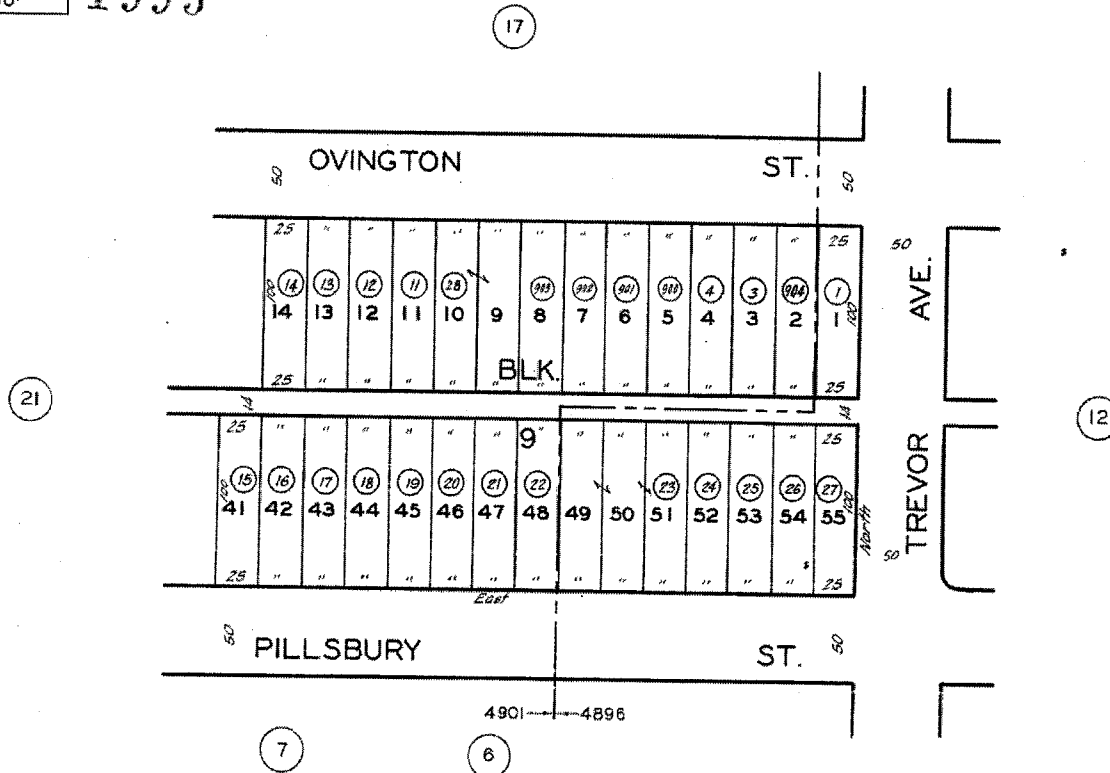 17
OVINGTON ST.
50 50
25 " " " " " " " " " " " " 25 50
14 13 12 11 28 903 902 901 900 4 3 904 1
100 14 13 12 11 10 9 8 7 6 5 4 3 2 1 100
AVE.
BLK.
25 " " " " " " " " " " " 25
21 14 14 12
25 " " " " " " 9 " " " " " " 25
15 16 17 18 19 20 21 22 23 24 25 26 27
100 41 42 43 44 45 46 47 48 49 50 51 52 53 54 55 100
North
TREVOR
50
25 " " " " " " " " " " " " " 25
East
50 50
PILLSBURY ST.
4901 4896
7 6